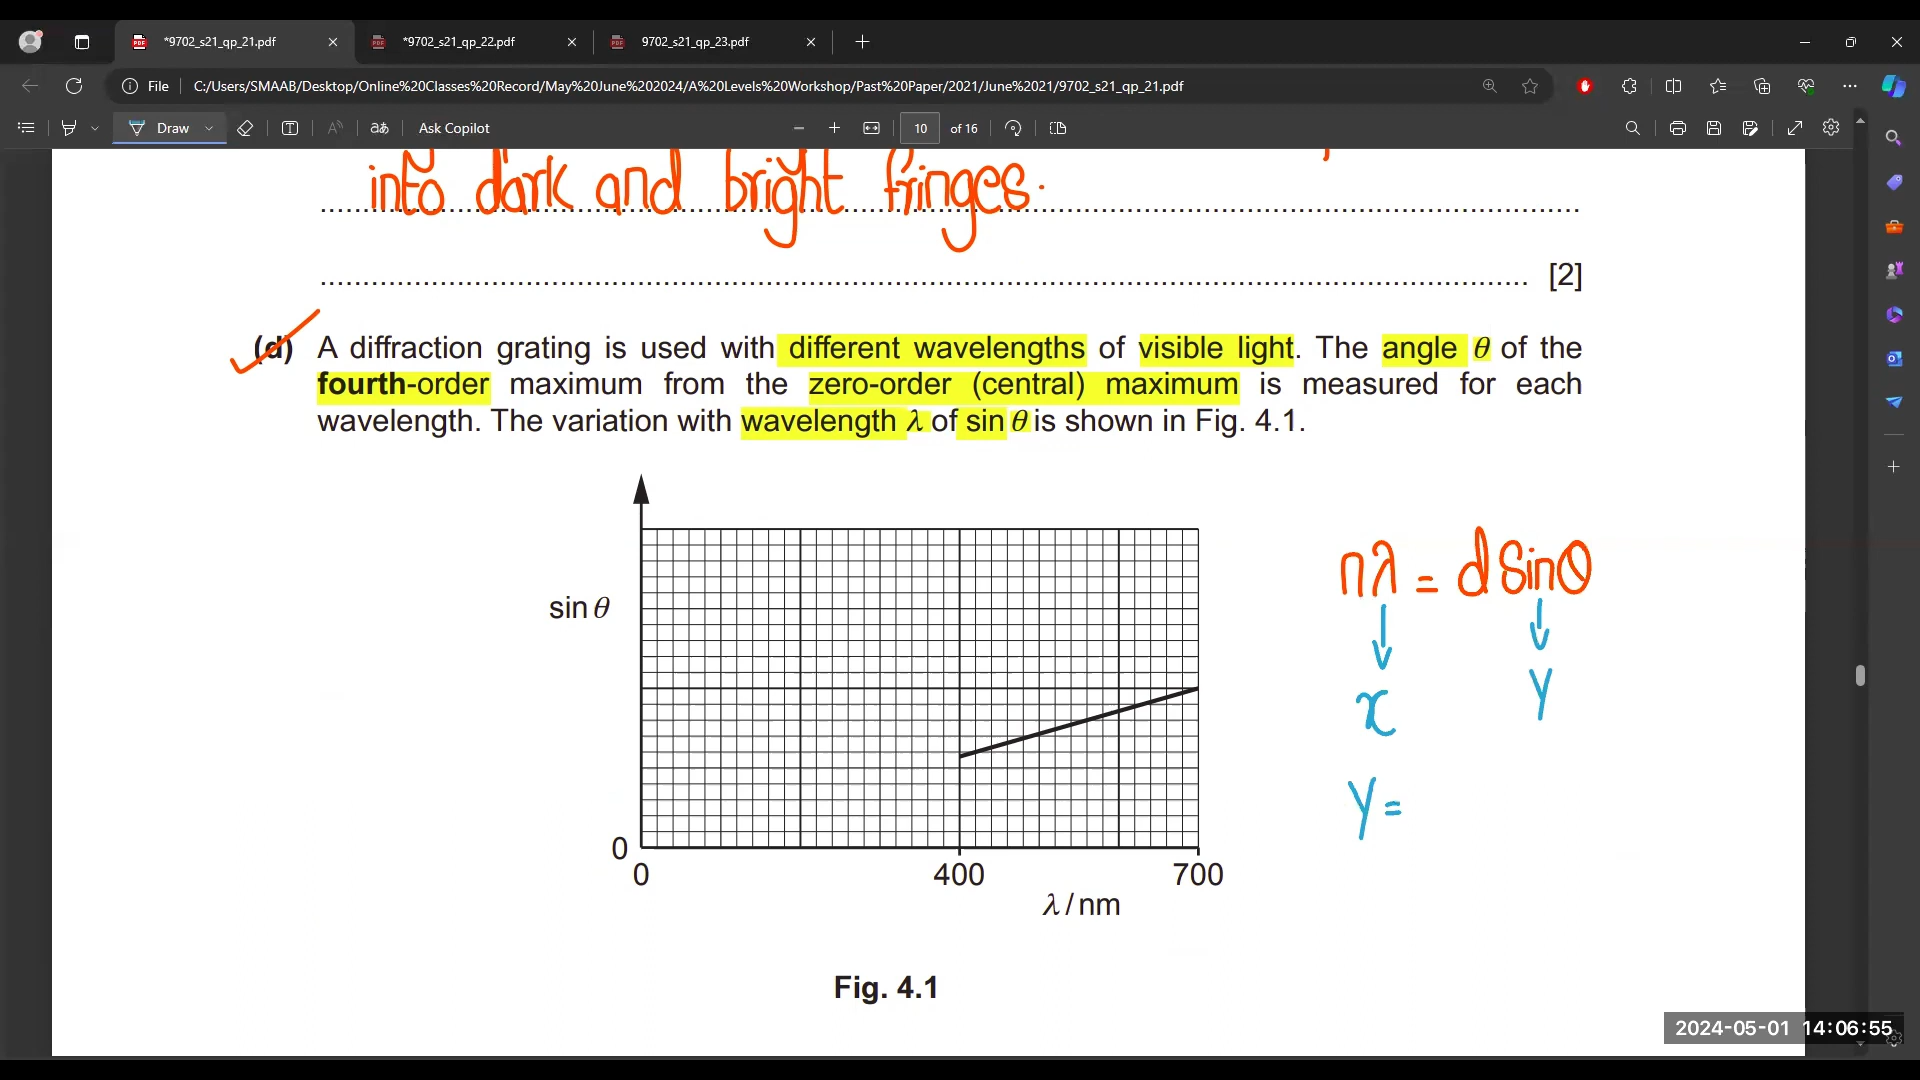 *9702_s21_qp_21.pdf
*9702_s21_qp_22.pdf
9702_s21_qp_23.pdf
File
C:/Users/SMAAB/Desktop/Online%20Classes%20Record/May%20June%202024/A%20Levels%20Workshop/Past%20Paper/2021/June%2021/9702_s21_qp_21.pdf
Draw
Ask Copilot
10 of 16
into dark and bright fringes.
[2]
(d) A diffraction grating is used with different wavelengths of visible light. The angle θ of the
fourth-order maximum from the zero-order (central) maximum is measured for each
wavelength. The variation with wavelength λ of sin θ is shown in Fig. 4.1.
sin θ
0
0
400
700
λ / nm
Fig. 4.1
nλ = d Sinθ
x
y
y =
2024-05-01 14:06:55